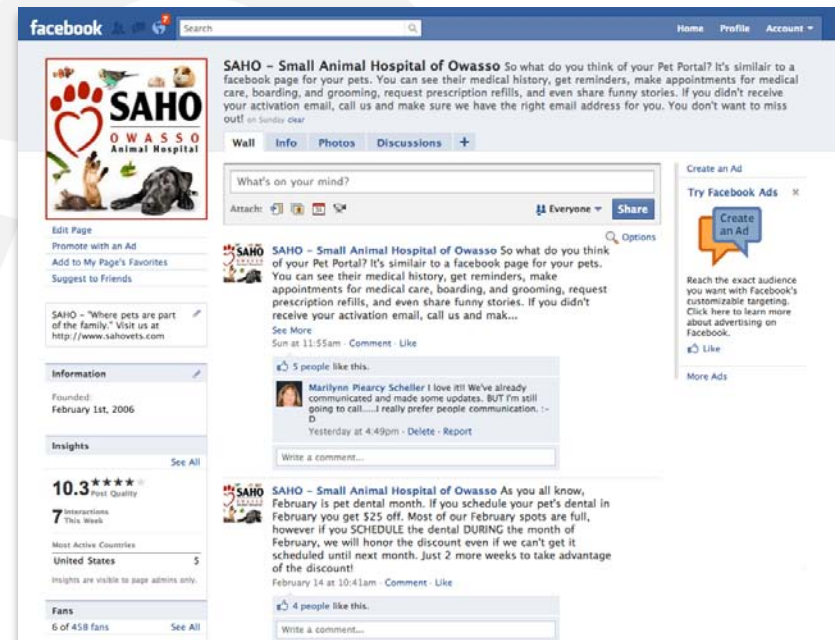 facebook
7
Search
Home Profile Account
SAHO
OWASSO
Animal Hospital
SAHO – Small Animal Hospital of Owasso So what do you think of your Pet Portal? It's similair to a
facebook page for your pets. You can see their medical history, get reminders, make appointments for medical
care, boarding, and grooming, request prescription refills, and even share funny stories. If you didn't receive
your activation email, call us and make sure we have the right email address for you. You don't want to miss
out! on Sunday clear
Wall Info Photos Discussions +
What's on your mind?
Attach: 31 Everyone Share
Options
Edit Page
Promote with an Ad
Add to My Page's Favorites
Suggest to Friends
SAHO – "Where pets are part
of the family." Visit us at
http://www.sahovets.com
Information
Founded:
February 1st, 2006
Insights
See All
10.3 ★★★★★ Post Quality
7 Interactions This Week
Most Active Countries
United States 5
Insights are visible to page admins only.
Fans
6 of 458 fans See All
SAHO
SAHO – Small Animal Hospital of Owasso So what do you think
of your Pet Portal? It's similair to a facebook page for your pets.
You can see their medical history, get reminders, make
appointments for medical care, boarding, and grooming, request
prescription refills, and even share funny stories. If you didn't
receive your activation email, call us and mak...
See More
Sun at 11:55am · Comment · Like
5 people like this.
Marilynn Piearcy Scheller I love it!! We've already
communicated and made some updates. BUT I'm still
going to call.....I really prefer people communication. :-
D
Yesterday at 4:49pm · Delete · Report
Write a comment...
SAHO
SAHO – Small Animal Hospital of Owasso As you all know,
February is pet dental month. If you schedule your pet's dental in
February you get $25 off. Most of our February spots are full,
however if you SCHEDULE the dental DURING the month of
February, we will honor the discount even if we can't get it
scheduled until next month. Just 2 more weeks to take advantage
of the discount!
February 14 at 10:41am · Comment · Like
4 people like this.
Write a comment...
Create an Ad
Try Facebook Ads ×
Create
an Ad
Reach the exact audience
you want with Facebook's
customizable targeting.
Click here to learn more
about advertising on
Facebook.
Like
More Ads